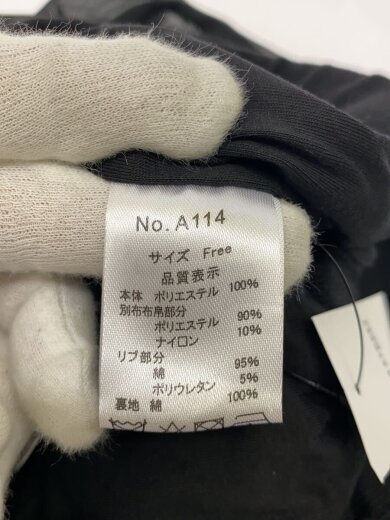 No. A114
サイズ Free
品質表示
本体 ポリエステル 100%
別布布帛部分
ポリエステル 90%
ナイロン 10%
リブ部分
綿 95%
ポリウレタン 5%
裏地 綿 100%